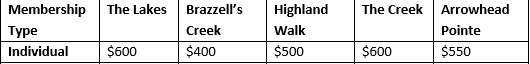 Membership Type The Lakes Brazzell's Creek Highland Walk The Creek Arrowhead Pointe
Individual $600 $400 $500 $600 $550